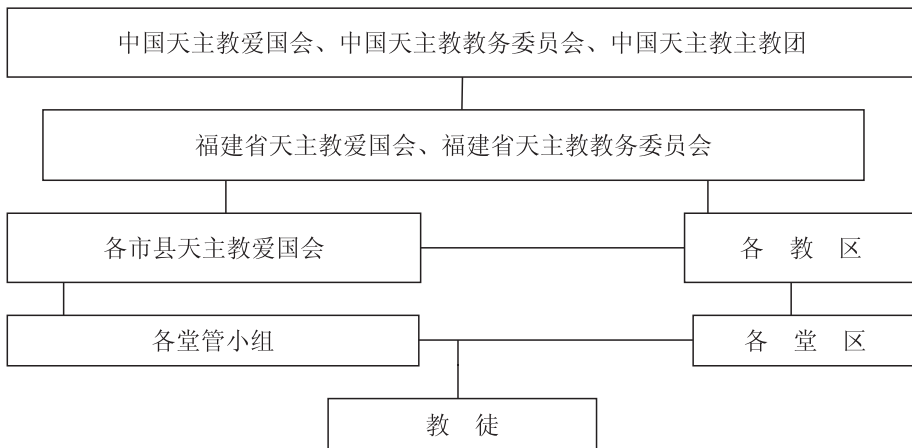 中国天主教爱国会、中国天主教教务委员会、中国天主教主教团
福建省天主教爱国会、福建省天主教教务委员会
各市县天主教爱国会
各 教 区
各堂管小组
各 堂 区
教 徒